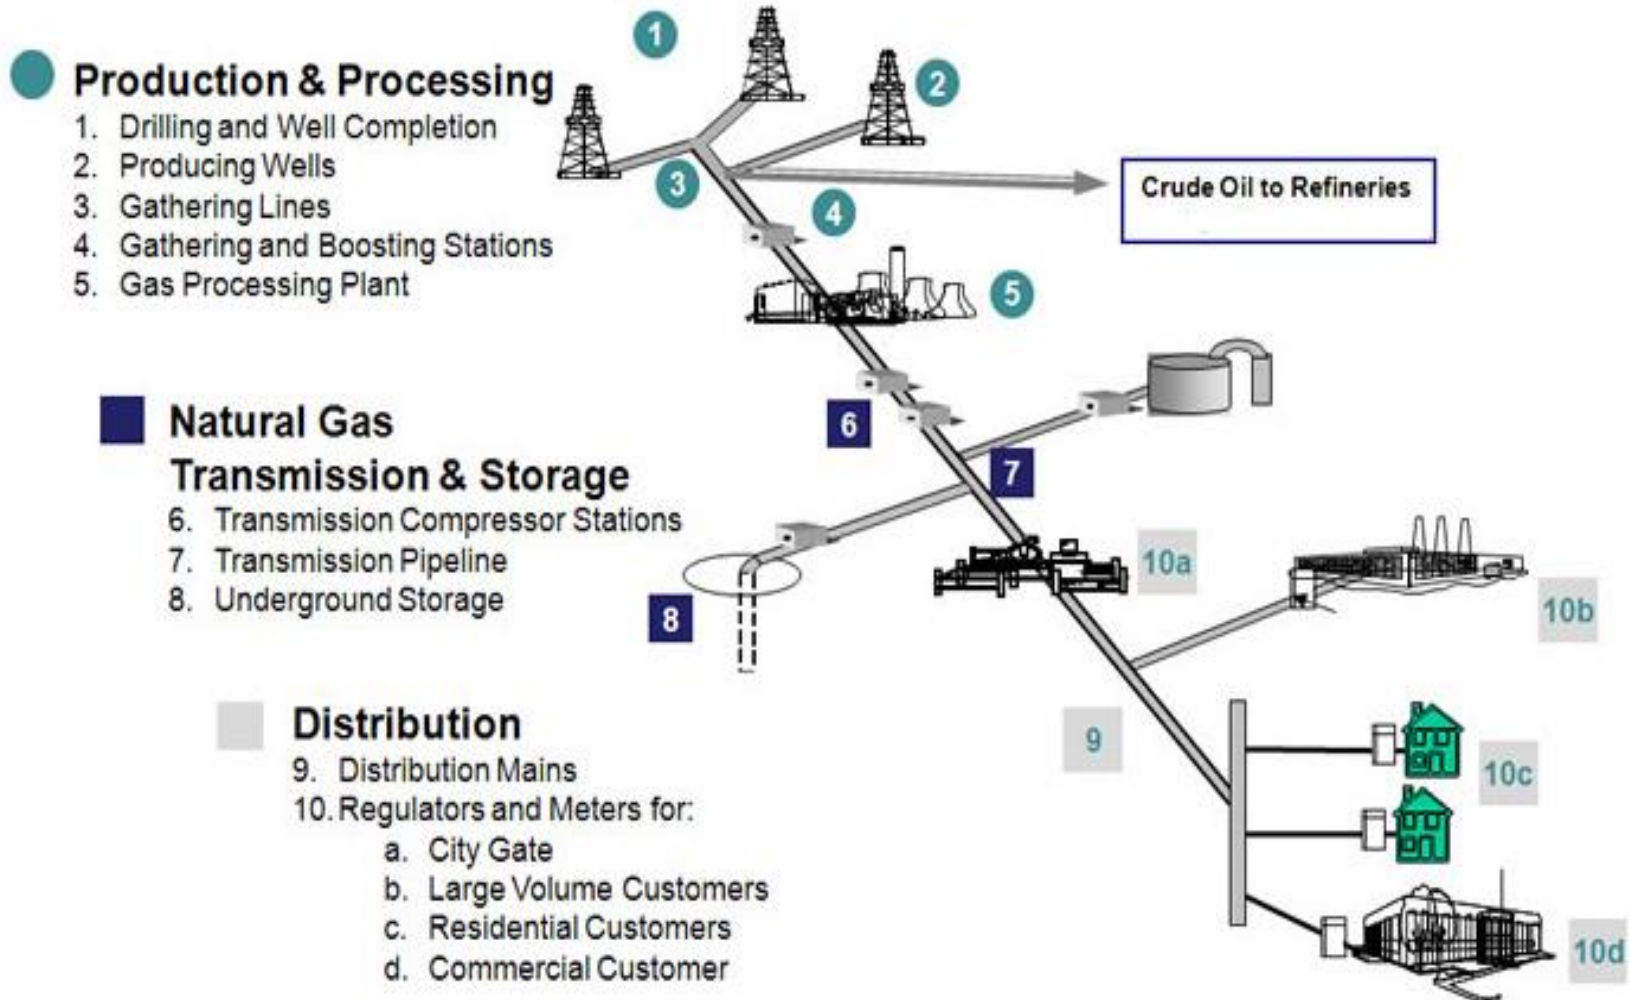 Production & Processing
1. Drilling and Well Completion
2. Producing Wells
3. Gathering Lines
4. Gathering and Boosting Stations
5. Gas Processing Plant
Natural Gas
Transmission & Storage
6. Transmission Compressor Stations
7. Transmission Pipeline
8. Underground Storage
Distribution
9. Distribution Mains
10. Regulators and Meters for:
a. City Gate
b. Large Volume Customers
c. Residential Customers
d. Commercial Customer
1
2
3
Crude Oil to Refineries
4
5
6
7
10a
10b
8
9
10c
10d